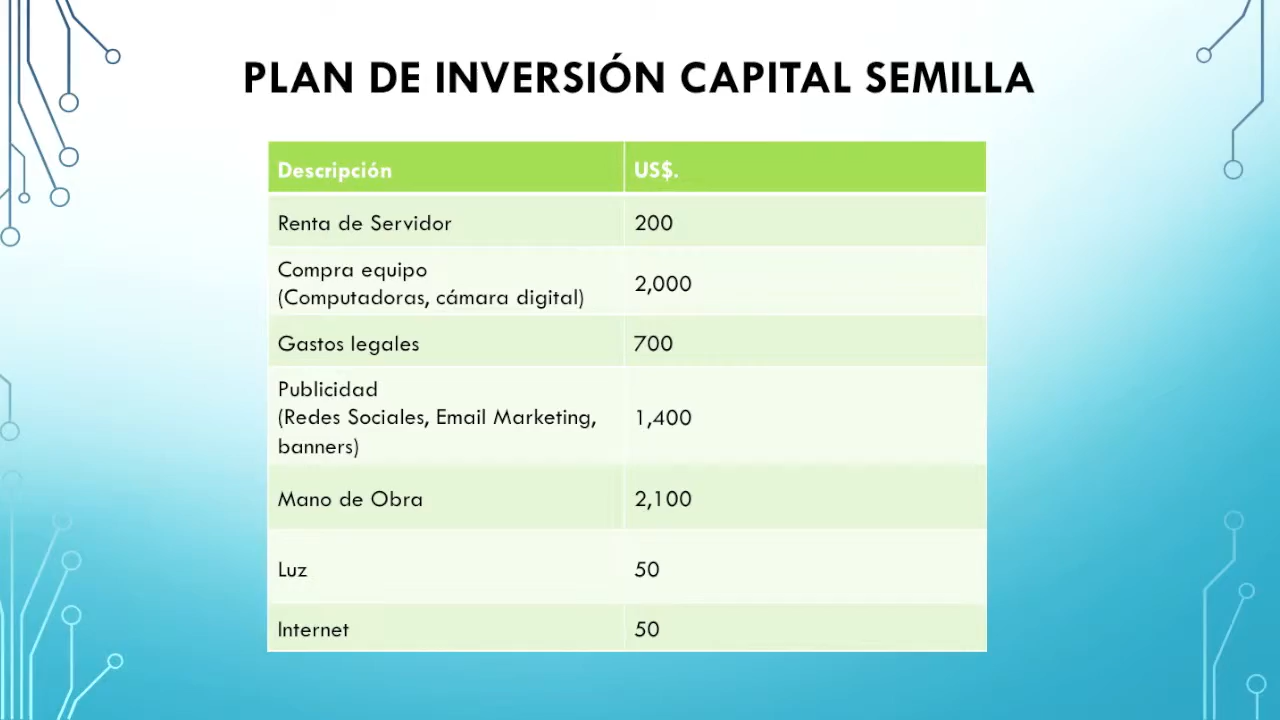 PLAN DE INVERSIÓN CAPITAL SEMILLA
Descripción US$.
Renta de Servidor 200
Compra equipo
(Computadoras, cámara digital) 2,000
Gastos legales 700
Publicidad
(Redes Sociales, Email Marketing, 1,400
banners)
Mano de Obra 2,100
Luz 50
Internet 50